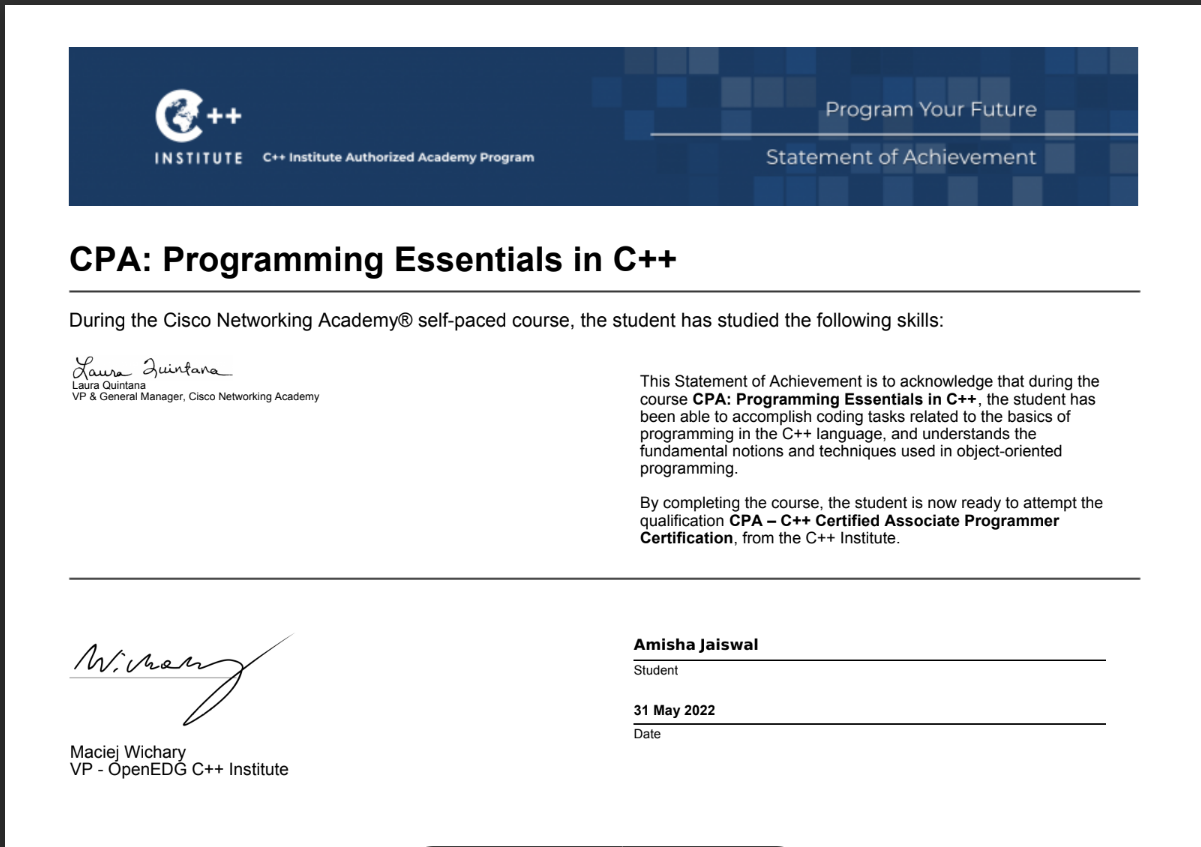 C++
INSTITUTE
C++ Institute Authorized Academy Program
Program Your Future
Statement of Achievement
CPA: Programming Essentials in C++
During the Cisco Networking Academy® self-paced course, the student has studied the following skills:
Laura Quintana
Laura Quintana
VP & General Manager, Cisco Networking Academy
This Statement of Achievement is to acknowledge that during the
course CPA: Programming Essentials in C++, the student has
been able to accomplish coding tasks related to the basics of
programming in the C++ language, and understands the
fundamental notions and techniques used in object-oriented
programming.
By completing the course, the student is now ready to attempt the
qualification CPA – C++ Certified Associate Programmer
Certification, from the C++ Institute.
Wichary
Maciej Wichary
VP - OpenEDG C++ Institute
Amisha Jaiswal
Student
31 May 2022
Date